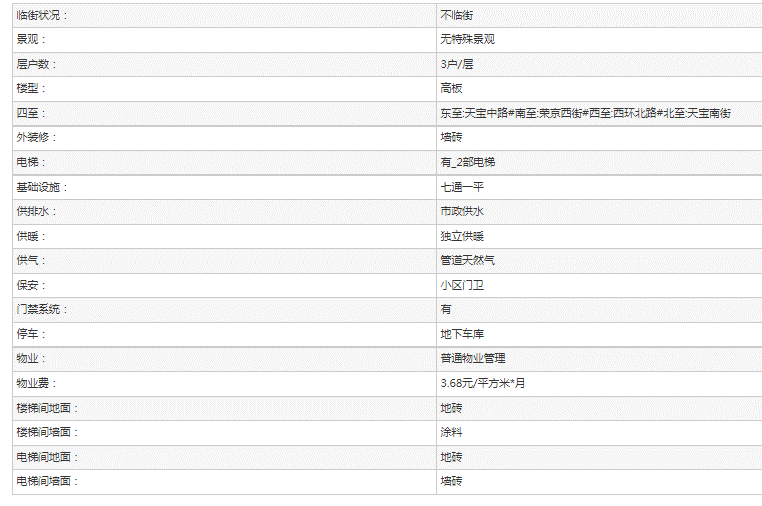 临街状况： 不临街
景观： 无特殊景观
层户数： 3户/层
楼型： 高板
四至： 东至:天宝中路#南至:荣京西街#西至:西环北路#北至:天宝南街
外装修： 墙砖
电梯： 有_2部电梯
基础设施： 七通一平
供排水： 市政供水
供暖： 独立供暖
供气： 管道天然气
保安： 小区门卫
门禁系统： 有
停车： 地下车库
物业： 普通物业管理
物业费： 3.68元/平方米*月
楼梯间地面： 地砖
楼梯间墙面： 涂料
电梯间地面： 地砖
电梯间墙面： 墙砖